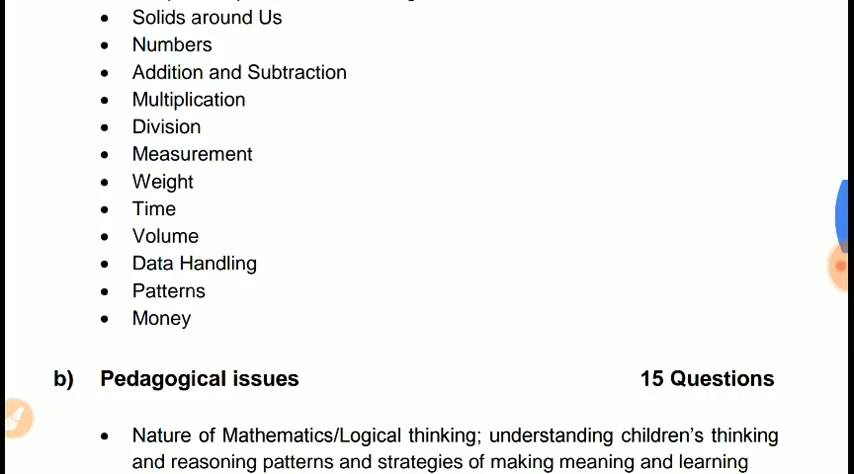 • Solids around Us
• Numbers
• Addition and Subtraction
• Multiplication
• Division
• Measurement
• Weight
• Time
• Volume
• Data Handling
• Patterns
• Money
b) Pedagogical issues 15 Questions
• Nature of Mathematics/Logical thinking; understanding children's thinking
and reasoning patterns and strategies of making meaning and learning